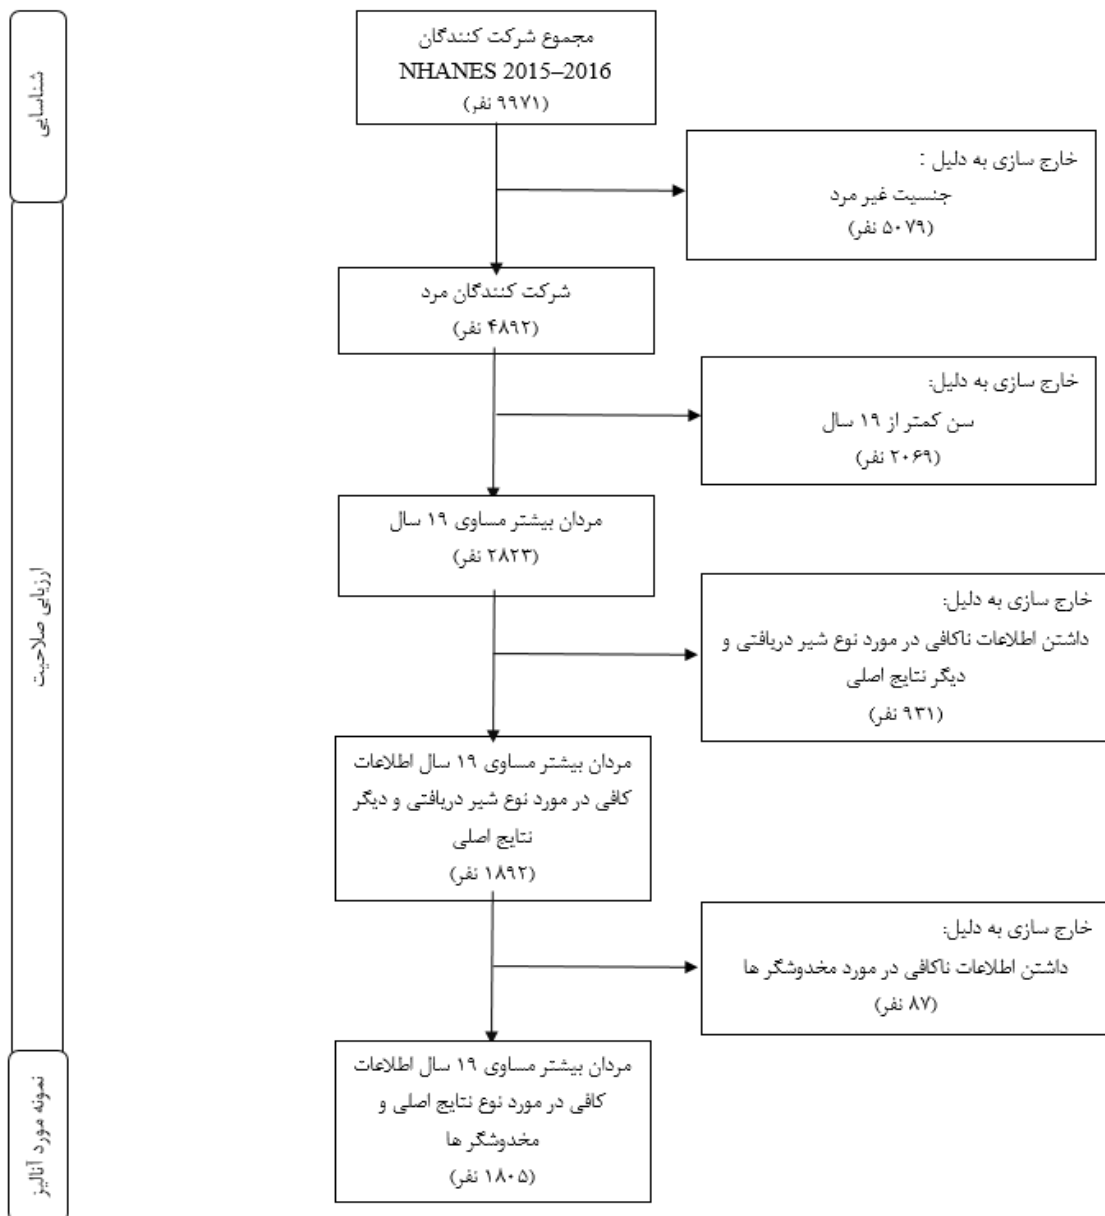 شناسایی
مجموع شرکت کنندگان
NHANES 2015–2016
(۹۹۷۱ نفر)
خارج سازی به دلیل :
جنسیت غیر مرد
(۵۰۷۹ نفر)
ارزیابی صلاحیت
شرکت کنندگان مرد
(۴۸۹۲ نفر)
خارج سازی به دلیل:
سن کمتر از ۱۹ سال
(۲۰۶۹ نفر)
مردان بیشتر مساوی ۱۹ سال
(۲۸۲۳ نفر)
خارج سازی به دلیل:
داشتن اطلاعات ناکافی در مورد نوع شیر دریافتی و
دیگر نتایج اصلی
(۹۳۱ نفر)
مردان بیشتر مساوی ۱۹ سال اطلاعات
کافی در مورد نوع شیر دریافتی و دیگر
نتایج اصلی
(۱۸۹۲ نفر)
خارج سازی به دلیل:
داشتن اطلاعات ناکافی در مورد مخدوشگر ها
(۸۷ نفر)
نمونه مورد آنالیز
مردان بیشتر مساوی ۱۹ سال اطلاعات
کافی در مورد نوع نتایج اصلی و
مخدوشگر ها
(۱۸۰۵ نفر)